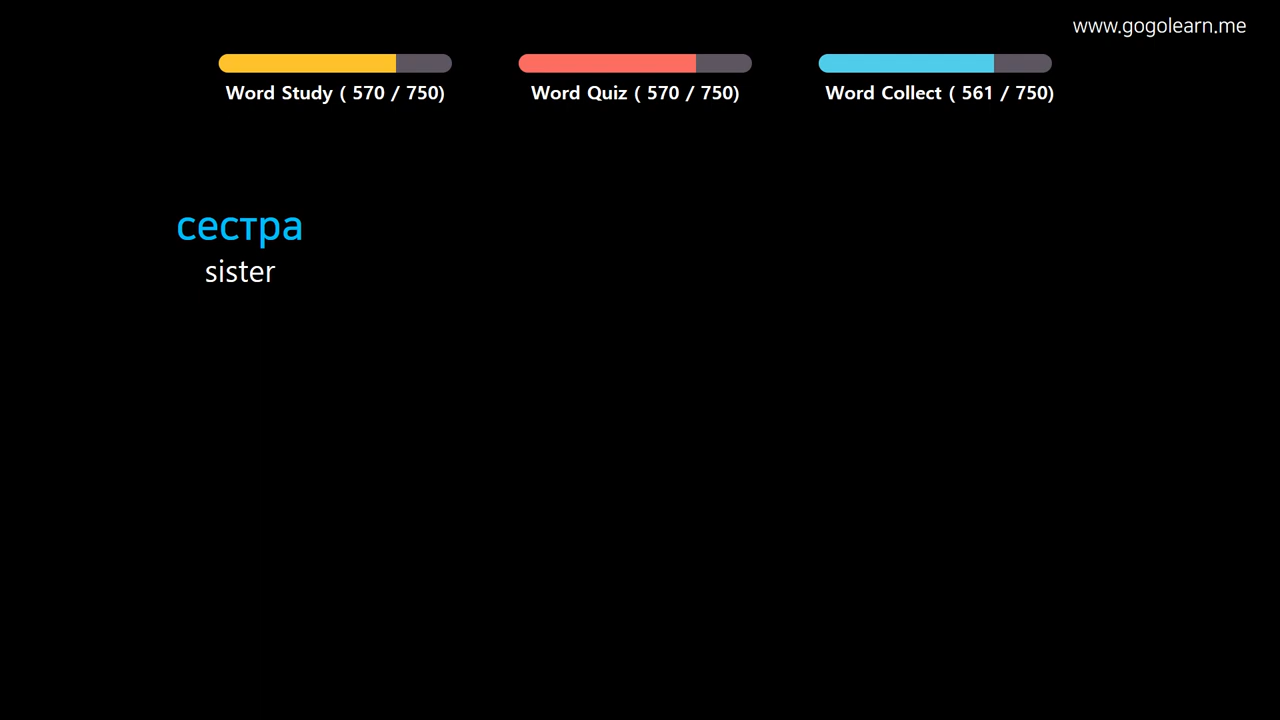 www.gogolearn.me
Word Study ( 570 / 750)
Word Quiz ( 570 / 750)
Word Collect ( 561 / 750)
сестра
sister